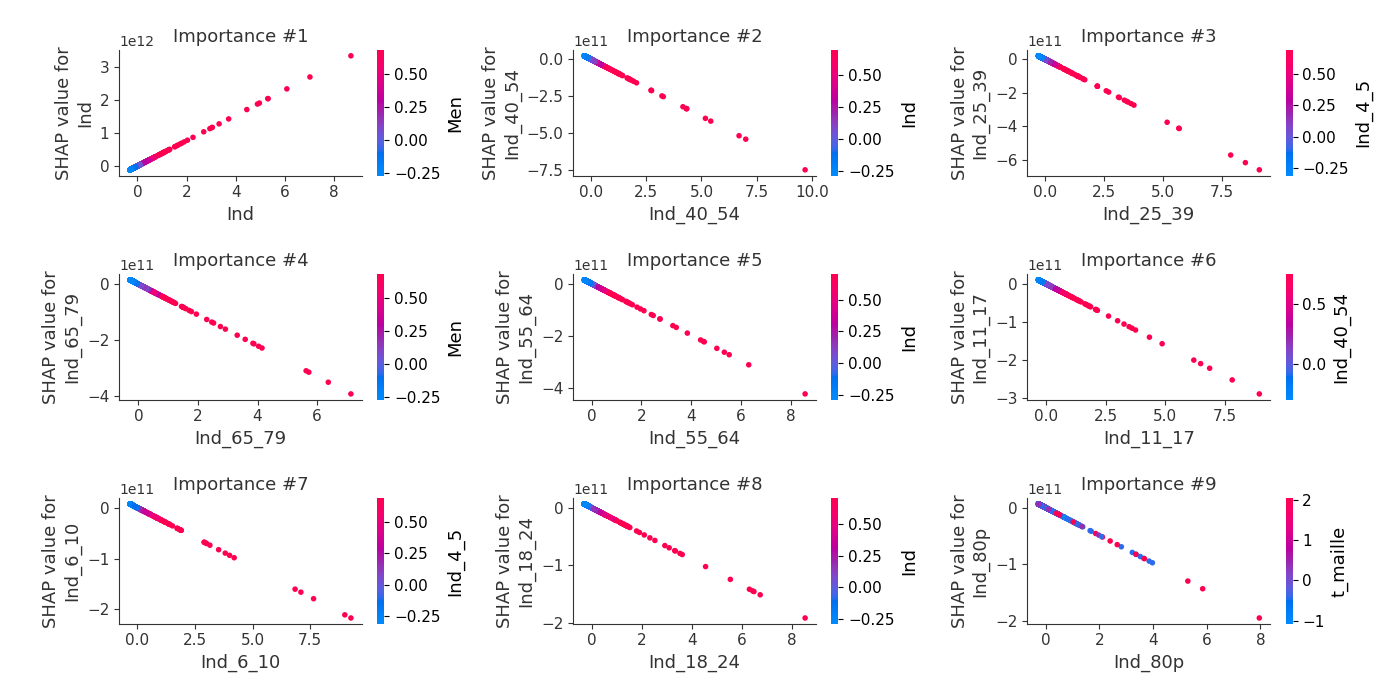 Importance #1
1e12
SHAP value for
Ind
3
2
1
0
0 2 4 6 8
Ind
0.50
0.25
0.00
−0.25
Men
Importance #2
1e11
SHAP value for
Ind_40_54
0.0
−2.5
−5.0
−7.5
0.0 2.5 5.0 7.5 10.0
Ind_40_54
0.50
0.25
0.00
−0.25
Ind
Importance #3
1e11
SHAP value for
Ind_25_39
0
−2
−4
−6
0.0 2.5 5.0 7.5
Ind_25_39
0.50
0.25
0.00
−0.25
Ind_4_5
Importance #4
1e11
SHAP value for
Ind_65_79
0
−2
−4
0 2 4 6
Ind_65_79
0.50
0.25
0.00
−0.25
Men
Importance #5
1e11
SHAP value for
Ind_55_64
0
−2
−4
0 2 4 6 8
Ind_55_64
0.50
0.25
0.00
−0.25
Ind
Importance #6
1e11
SHAP value for
Ind_11_17
0
−1
−2
−3
0.0 2.5 5.0 7.5
Ind_11_17
0.5
0.0
Ind_40_54
Importance #7
1e11
SHAP value for
Ind_6_10
0
−1
−2
0.0 2.5 5.0 7.5
Ind_6_10
0.50
0.25
0.00
−0.25
Ind_4_5
Importance #8
1e11
SHAP value for
Ind_18_24
0
−1
−2
0 2 4 6 8
Ind_18_24
0.50
0.25
0.00
−0.25
Ind
Importance #9
1e11
SHAP value for
Ind_80p
0
−1
−2
0 2 4 6 8
Ind_80p
2
1
0
−1
t_maille